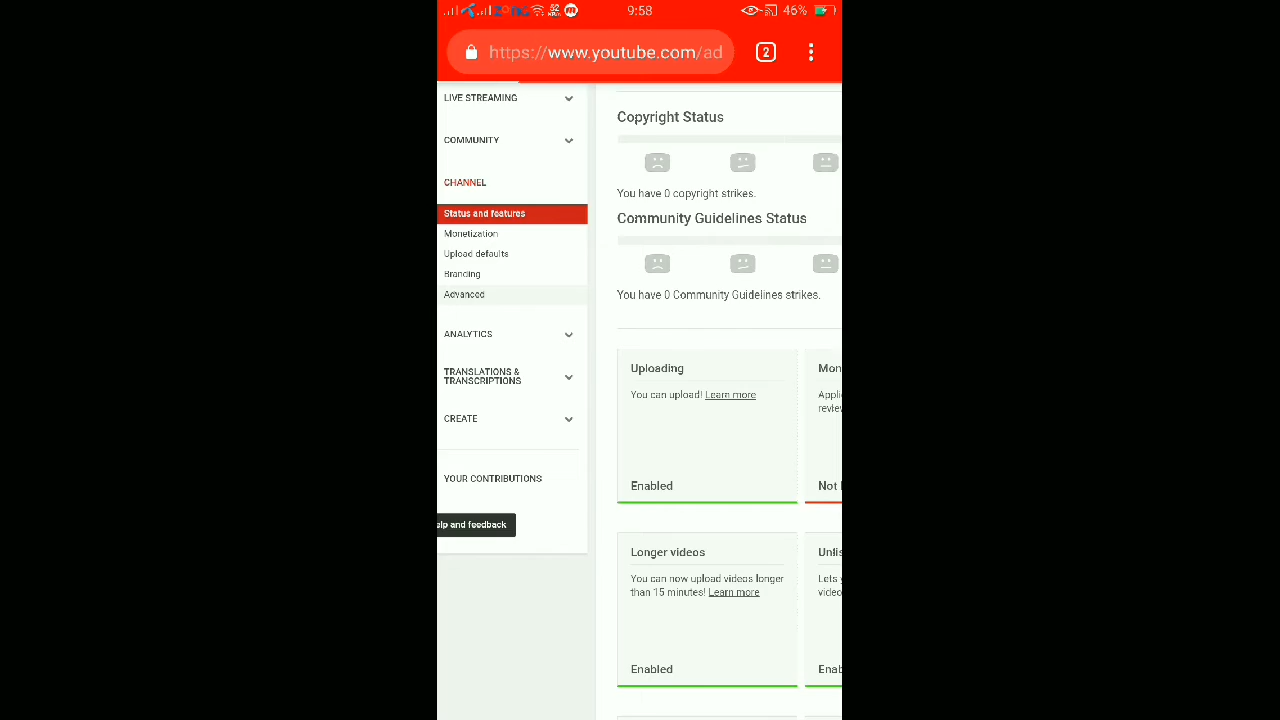 ZONG 9:58 46%
https://www.youtube.com/ad 2
LIVE STREAMING
COMMUNITY
CHANNEL
Status and features
Monetization
Upload defaults
Branding
Advanced
ANALYTICS
TRANSLATIONS &
TRANSCRIPTIONS
CREATE
YOUR CONTRIBUTIONS
elp and feedback
Copyright Status
You have 0 copyright strikes.
Community Guidelines Status
You have 0 Community Guidelines strikes.
Uploading
You can upload! Learn more
Enabled
Mon
Appli
revie
Not
Longer videos
You can now upload videos longer
than 15 minutes! Learn more
Enabled
Unlis
Lets
video
Enab